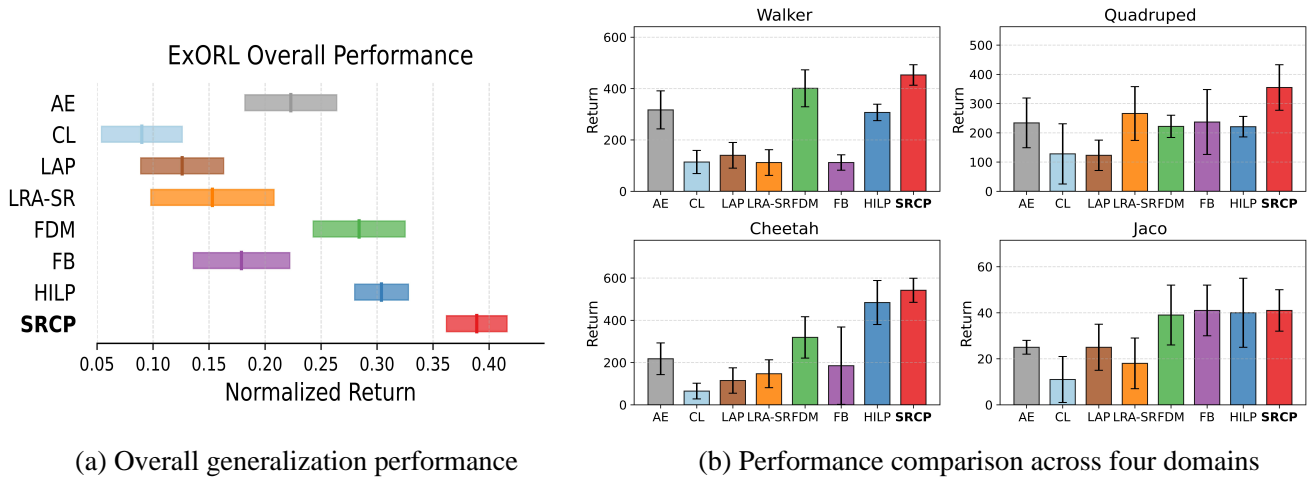 ExORL Overall Performance
AE
CL
LAP
LRA-SR
FDM
FB
HILP
SRCP
0.05 0.10 0.15 0.20 0.25 0.30 0.35 0.40
Normalized Return
(a) Overall generalization performance
Walker
Return
600
400
200
0
AE CL LAP LRA-SR FDM FB HILP SRCP
Quadruped
Return
500
400
300
200
100
0
AE CL LAP LRA-SR FDM FB HILP SRCP
Cheetah
Return
600
400
200
0
AE CL LAP LRA-SR FDM FB HILP SRCP
Jaco
Return
60
40
20
0
AE CL LAP LRA-SR FDM FB HILP SRCP
(b) Performance comparison across four domains